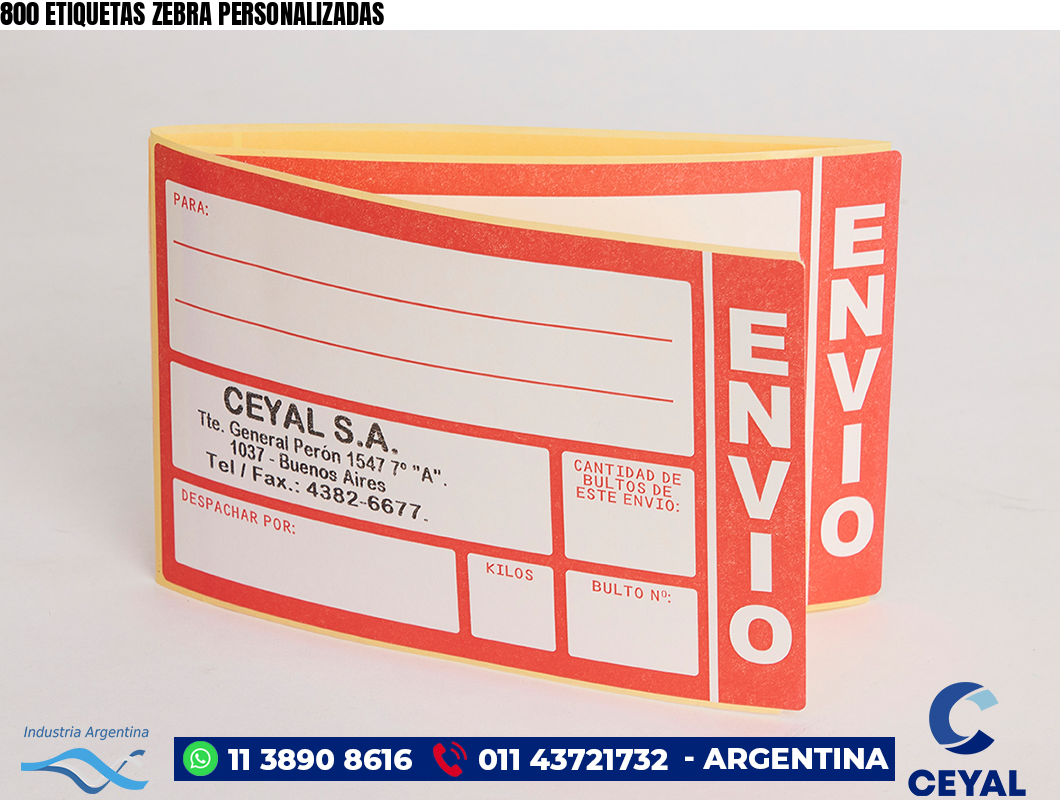 800 ETIQUETAS ZEBRA PERSONALIZADAS
PARA:
CEYAL S.A.
Tte. General Perón 1547 7º "A".
1037 - Buenos Aires
Tel / Fax.: 4382-6677.
DESPACHAR POR:
KILOS
CANTIDAD DE
BULTOS DE
ESTE ENVIO:
BULTO Nº:
ENVIO
ENVIO
Industria Argentina
11 3890 8616
011 43721732
- ARGENTINA
CEYAL